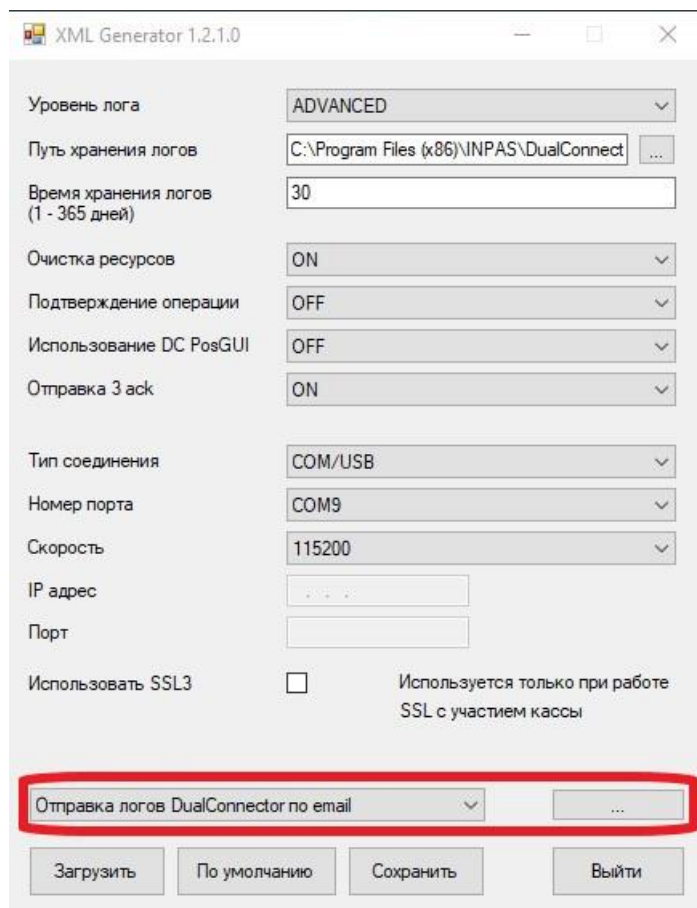 XML Generator 1.2.1.0
Уровень лога ADVANCED
Путь хранения логов C:\Program Files (x86)\INPAS\DualConnect ...
Время хранения логов 30
(1 - 365 дней)
Очистка ресурсов ON
Подтверждение операции OFF
Использование DC PosGUI OFF
Отправка 3 ack ON
Тип соединения COM/USB
Номер порта COM9
Скорость 115200
IP адрес . . .
Порт
Использовать SSL3 Используется только при работе
SSL с участием кассы
Отправка логов DualConnector по email ...
Загрузить По умолчанию Сохранить Выйти